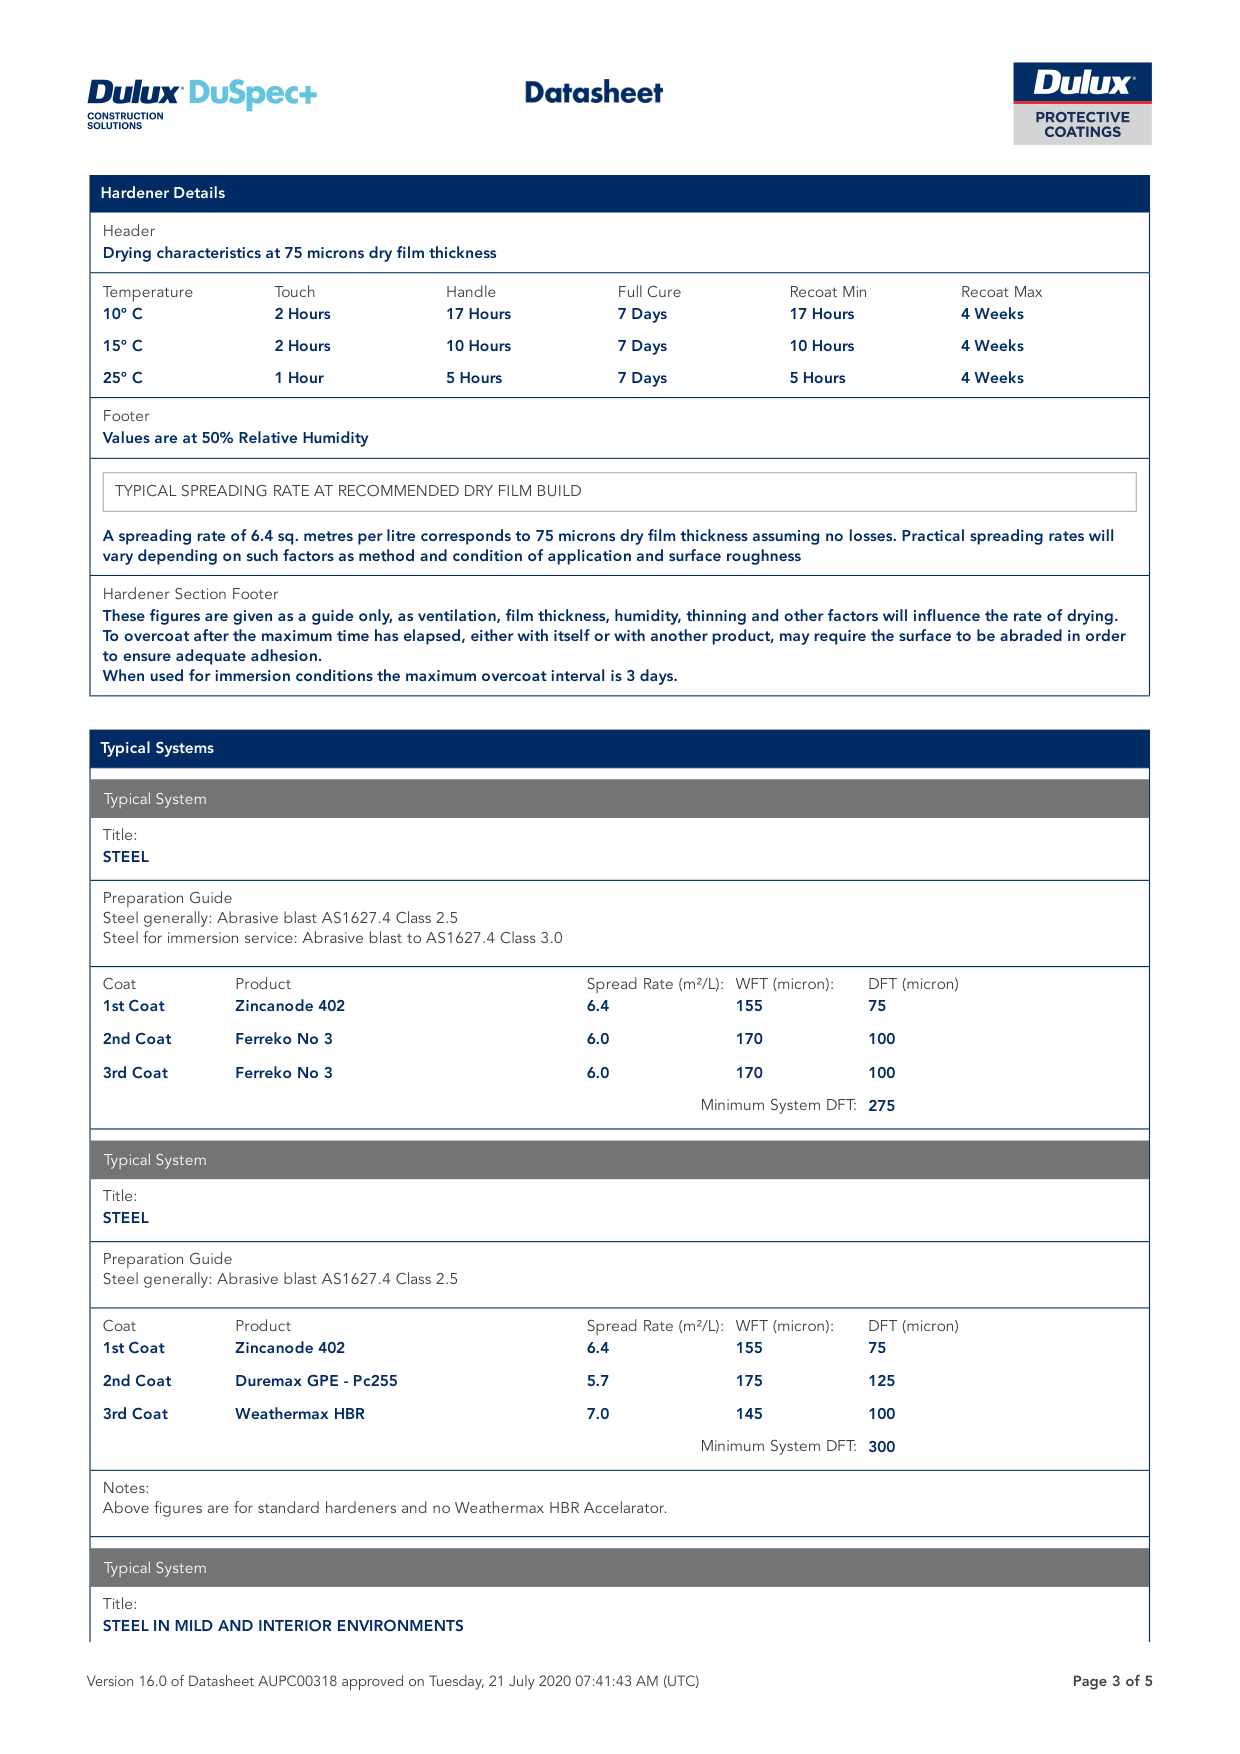 Dulux DuSpec+
CONSTRUCTION
SOLUTIONS
Datasheet
Dulux
PROTECTIVE
COATINGS
Hardener Details
Header
Drying characteristics at 75 microns dry film thickness
Temperature Touch Handle Full Cure Recoat Min Recoat Max
10° C 2 Hours 17 Hours 7 Days 17 Hours 4 Weeks
15° C 2 Hours 10 Hours 7 Days 10 Hours 4 Weeks
25° C 1 Hour 5 Hours 7 Days 5 Hours 4 Weeks
Footer
Values are at 50% Relative Humidity
TYPICAL SPREADING RATE AT RECOMMENDED DRY FILM BUILD
A spreading rate of 6.4 sq. metres per litre corresponds to 75 microns dry film thickness assuming no losses. Practical spreading rates will
vary depending on such factors as method and condition of application and surface roughness
Hardener Section Footer
These figures are given as a guide only, as ventilation, film thickness, humidity, thinning and other factors will influence the rate of drying.
To overcoat after the maximum time has elapsed, either with itself or with another product, may require the surface to be abraded in order
to ensure adequate adhesion.
When used for immersion conditions the maximum overcoat interval is 3 days.
Typical Systems
Typical System
Title:
STEEL
Preparation Guide
Steel generally: Abrasive blast AS1627.4 Class 2.5
Steel for immersion service: Abrasive blast to AS1627.4 Class 3.0
Coat Product Spread Rate (m²/L): WFT (micron): DFT (micron)
1st Coat Zincanode 402 6.4 155 75
2nd Coat Ferreko No 3 6.0 170 100
3rd Coat Ferreko No 3 6.0 170 100
Minimum System DFT: 275
Typical System
Title:
STEEL
Preparation Guide
Steel generally: Abrasive blast AS1627.4 Class 2.5
Coat Product Spread Rate (m²/L): WFT (micron): DFT (micron)
1st Coat Zincanode 402 6.4 155 75
2nd Coat Duremax GPE - Pc255 5.7 175 125
3rd Coat Weathermax HBR 7.0 145 100
Minimum System DFT: 300
Notes:
Above figures are for standard hardeners and no Weathermax HBR Accelarator.
Typical System
Title:
STEEL IN MILD AND INTERIOR ENVIRONMENTS
Version 16.0 of Datasheet AUPC00318 approved on Tuesday, 21 July 2020 07:41:43 AM (UTC) Page 3 of 5